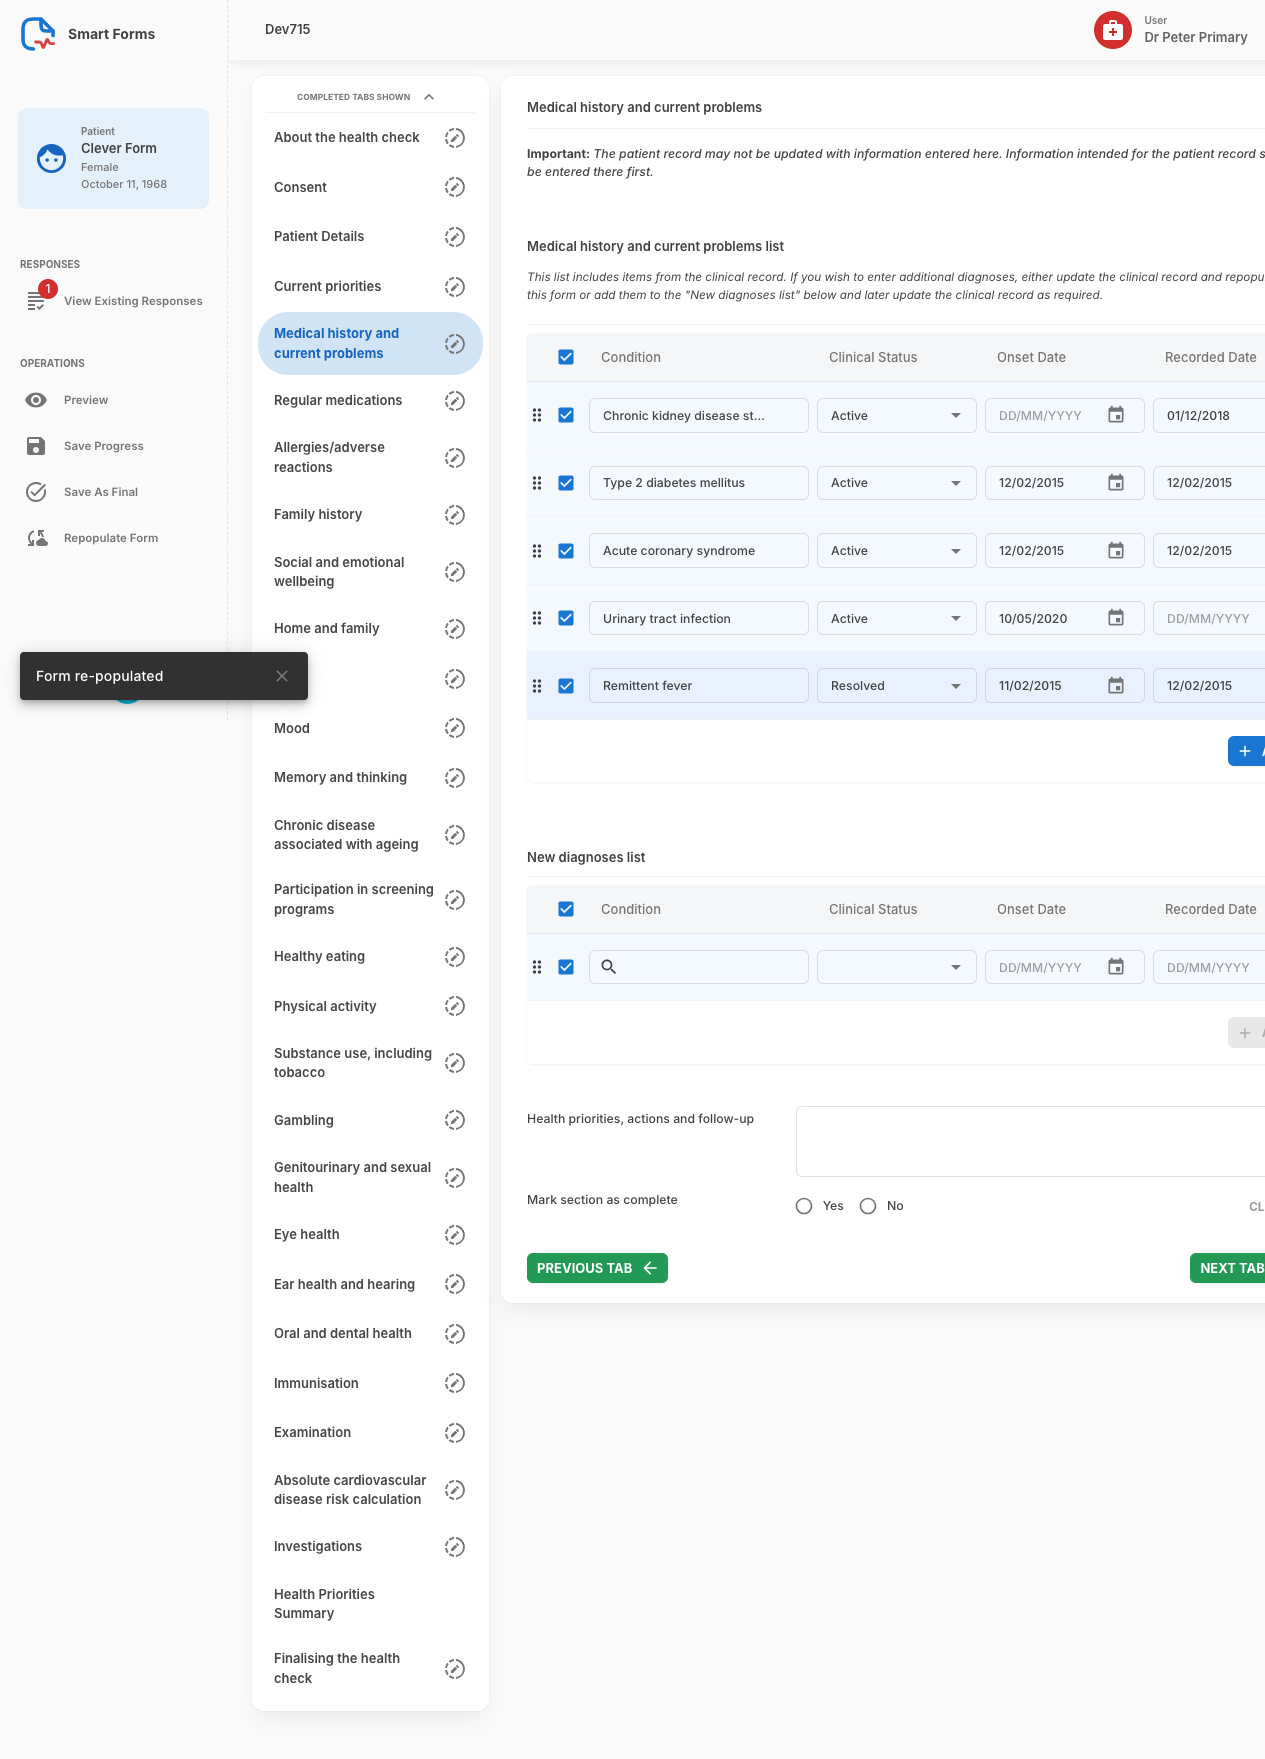 Smart Forms
Dev715
User
Dr Peter Primary
Patient
Clever Form
Female
October 11, 1968
RESPONSES
1
View Existing Responses
OPERATIONS
Preview
Save Progress
Save As Final
Repopulate Form
Form re-populated
COMPLETED TABS SHOWN
About the health check
Consent
Patient Details
Current priorities
Medical history and
current problems
Regular medications
Allergies/adverse
reactions
Family history
Social and emotional
wellbeing
Home and family
Mood
Memory and thinking
Chronic disease
associated with ageing
Participation in screening
programs
Healthy eating
Physical activity
Substance use, including
tobacco
Gambling
Genitourinary and sexual
health
Eye health
Ear health and hearing
Oral and dental health
Immunisation
Examination
Absolute cardiovascular
disease risk calculation
Investigations
Health Priorities
Summary
Finalising the health
check
Medical history and current problems
Important: The patient record may not be updated with information entered here. Information intended for the patient record s
be entered there first.
Medical history and current problems list
This list includes items from the clinical record. If you wish to enter additional diagnoses, either update the clinical record and repopu
this form or add them to the "New diagnoses list" below and later update the clinical record as required.
Condition Clinical Status Onset Date Recorded Date
Chronic kidney disease st... Active DD/MM/YYYY 01/12/2018
Type 2 diabetes mellitus Active 12/02/2015 12/02/2015
Acute coronary syndrome Active 12/02/2015 12/02/2015
Urinary tract infection Active 10/05/2020 DD/MM/YYYY
Remittent fever Resolved 11/02/2015 12/02/2015
New diagnoses list
Condition Clinical Status Onset Date Recorded Date
DD/MM/YYYY DD/MM/YYYY
Health priorities, actions and follow-up
Mark section as complete Yes No CL
PREVIOUS TAB NEXT TAB